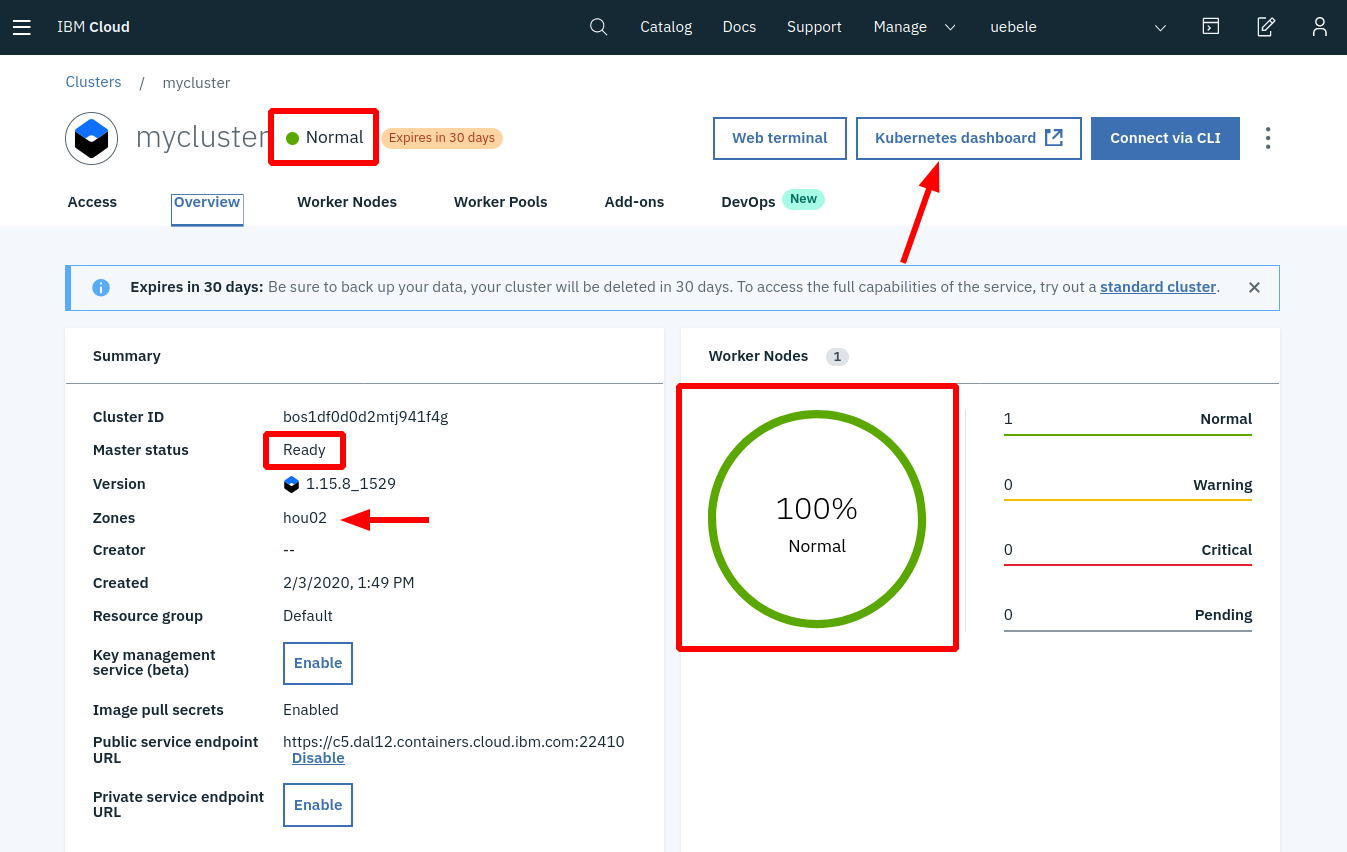 IBM Cloud Catalog Docs Support Manage uebele
Clusters / mycluster
mycluster Normal Expires in 30 days Web terminal Kubernetes dashboard Connect via CLI
Access Overview Worker Nodes Worker Pools Add-ons DevOps New
Expires in 30 days: Be sure to back up your data, your cluster will be deleted in 30 days. To access the full capabilities of the service, try out a standard cluster.
Summary
Cluster ID bos1df0d0d2mtj941f4g
Master status Ready
Version 1.15.8_1529
Zones hou02
Creator --
Created 2/3/2020, 1:49 PM
Resource group Default
Key management
service (beta)
Enable
Image pull secrets Enabled
Public service endpoint https://c5.dal12.containers.cloud.ibm.com:22410
URL Disable
Private service endpoint
URL
Enable
Worker Nodes 1
100%
Normal
1 Normal
0 Warning
0 Critical
0 Pending